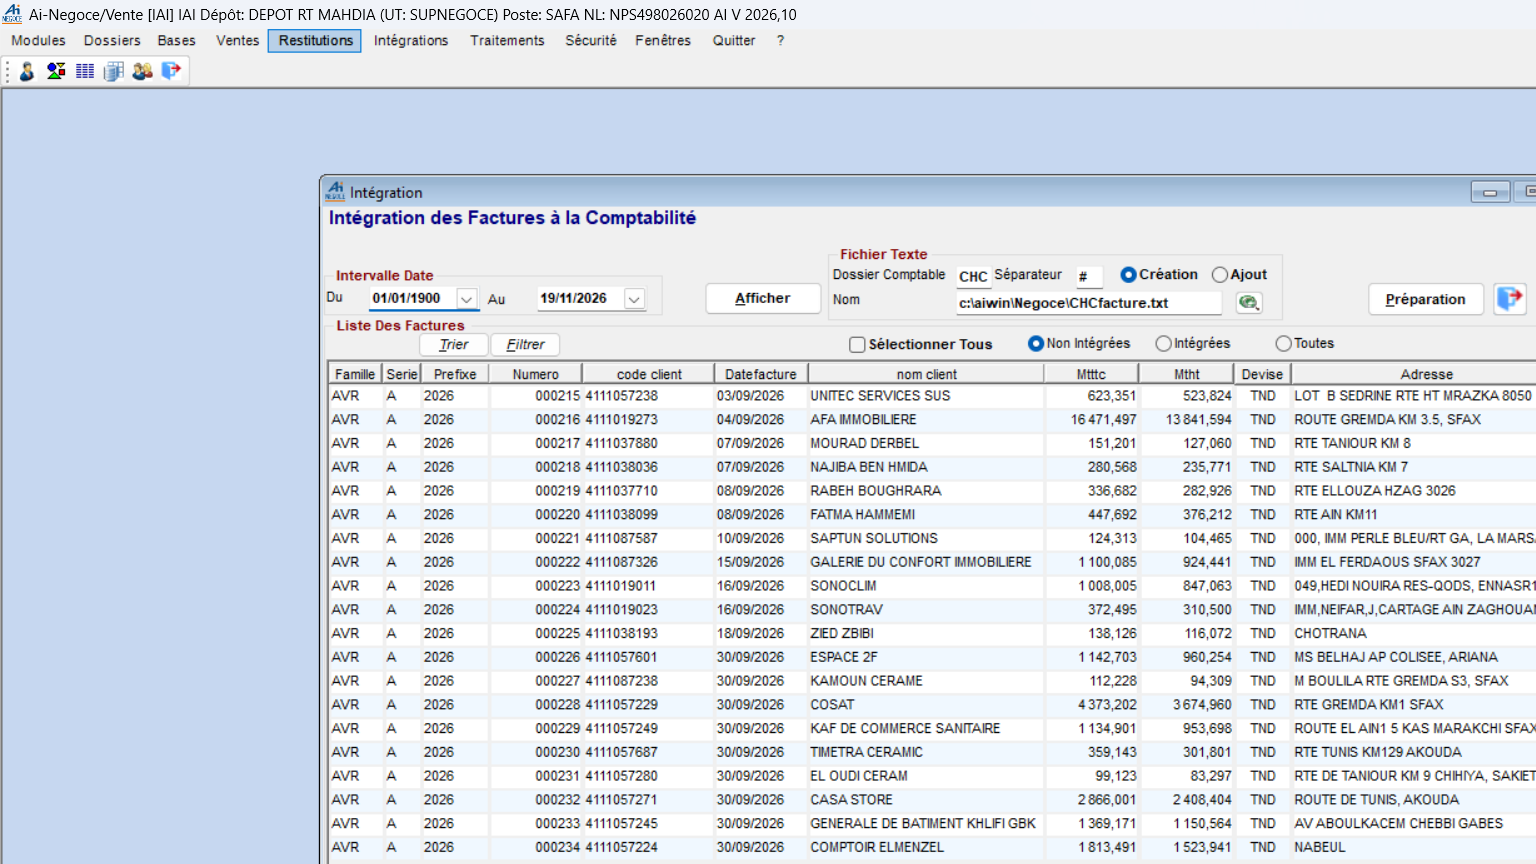 Ai-Negoce/Vente [IAI] IAI Dépôt: DEPOT RT MAHDIA (UT: SUPNEGOCE) Poste: SAFA NL: NPS498026020 AI V 2026,10
Modules Dossiers Bases Ventes Restitutions Intégrations Traitements Sécurité Fenêtres Quitter ?
Intégration
Intégration des Factures à la Comptabilité
Fichier Texte
Intervalle Date
Dossier Comptable CHC Séparateur # Création Ajout
Du 01/01/1900 Au 19/11/2026 Afficher Nom c:\aiwin\Negoce\CHCfacture.txt Préparation
Liste Des Factures
Trier Filtrer Sélectionner Tous Non Intégrées Intégrées Toutes
Famille Serie Prefixe Numero code client Datefacture nom client Mtttc Mtht Devise Adresse
AVR A 2026 000215 4111057238 03/09/2026 UNITEC SERVICES SUS 623,351 523,824 TND LOT B SEDRINE RTE HT MRAZKA 8050
AVR A 2026 000216 4111019273 04/09/2026 AFA IMMOBILIERE 16 471,497 13 841,594 TND ROUTE GREMDA KM 3.5, SFAX
AVR A 2026 000217 4111037880 07/09/2026 MOURAD DERBEL 151,201 127,060 TND RTE TANIOUR KM 8
AVR A 2026 000218 4111038036 07/09/2026 NAJIBA BEN HMIDA 280,568 235,771 TND RTE SALTNIA KM 7
AVR A 2026 000219 4111037710 08/09/2026 RABEH BOUGHRARA 336,682 282,926 TND RTE ELLOUZA HZAG 3026
AVR A 2026 000220 4111038099 08/09/2026 FATMA HAMMEMI 447,692 376,212 TND RTE AIN KM11
AVR A 2026 000221 4111087587 10/09/2026 SAPTUN SOLUTIONS 124,313 104,465 TND 000, IMM PERLE BLEU/RT GA, LA MARSA
AVR A 2026 000222 4111087326 15/09/2026 GALERIE DU CONFORT IMMOBILIERE 1 100,085 924,441 TND IMM EL FERDAOUS SFAX 3027
AVR A 2026 000223 4111019011 16/09/2026 SONOCLIM 1 008,005 847,063 TND 049,HEDI NOUIRA RES-QODS, ENNASR1
AVR A 2026 000224 4111019023 16/09/2026 SONOTRAV 372,495 310,500 TND IMM,NEIFAR,J,CARTAGE AIN ZAGHOUAN
AVR A 2026 000225 4111038193 18/09/2026 ZIED ZBIBI 138,126 116,072 TND CHOTRANA
AVR A 2026 000226 4111057601 30/09/2026 ESPACE 2F 1 142,703 960,254 TND MS BELHAJ AP COLISEE, ARIANA
AVR A 2026 000227 4111087238 30/09/2026 KAMOUN CERAME 112,228 94,309 TND M BOULILA RTE GREMDA S3, SFAX
AVR A 2026 000228 4111057229 30/09/2026 COSAT 4 373,202 3 674,960 TND RTE GREMDA KM1 SFAX
AVR A 2026 000229 4111057249 30/09/2026 KAF DE COMMERCE SANITAIRE 1 134,901 953,698 TND ROUTE EL AIN1 5 KAS MARAKCHI SFAX
AVR A 2026 000230 4111057687 30/09/2026 TIMETRA CERAMIC 359,143 301,801 TND RTE TUNIS KM129 AKOUDA
AVR A 2026 000231 4111057280 30/09/2026 EL OUDI CERAM 99,123 83,297 TND RTE DE TANIOUR KM 9 CHIHIYA, SAKIET
AVR A 2026 000232 4111057271 30/09/2026 CASA STORE 2 866,001 2 408,404 TND ROUTE DE TUNIS, AKOUDA
AVR A 2026 000233 4111057245 30/09/2026 GENERALE DE BATIMENT KHLIFI GBK 1 369,171 1 150,564 TND AV ABOULKACEM CHEBBI GABES
AVR A 2026 000234 4111057224 30/09/2026 COMPTOIR ELMENZEL 1 813,491 1 523,941 TND NABEUL